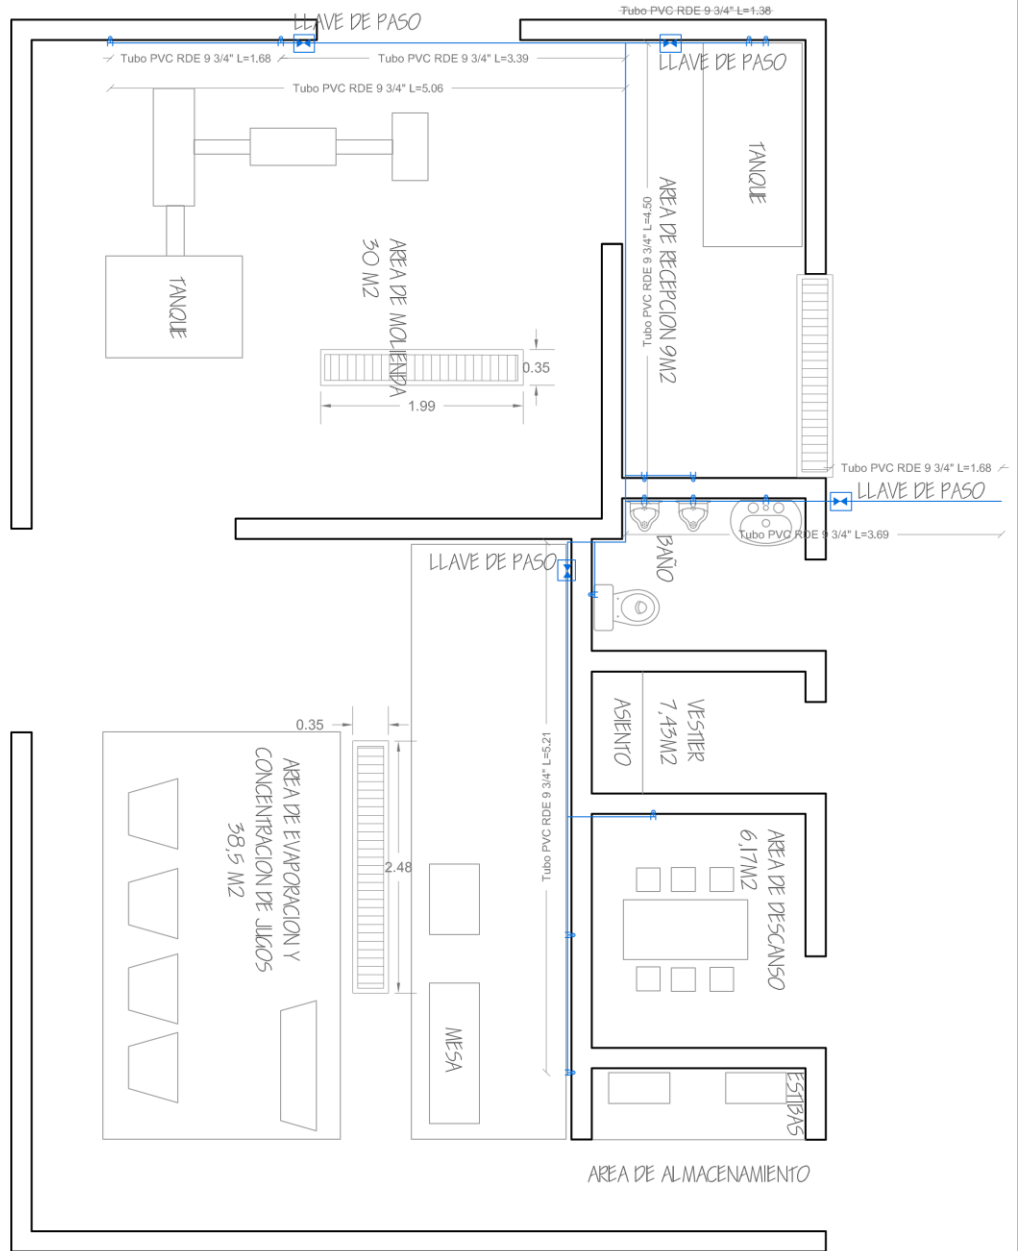 Tubo PVC RDE 9 3/4" L=1.38
LLAVE DE PASO
Tubo PVC RDE 9 3/4" L=1.68
Tubo PVC RDE 9 3/4" L=3.39
LLAVE DE PASO
Tubo PVC RDE 9 3/4" L=5.06
TANQUE
Tubo PVC RDE 9 3/4" L=4.50
AREA DE RECEPCION 9M2
AREA DE MOLIENDA
30 M2
TANQUE
0.35
1.99
Tubo PVC RDE 9 3/4" L=1.68
LLAVE DE PASO
Tubo PVC RDE 9 3/4" L=3.69
BAÑO
LLAVE DE PASO
VESTIER
7,43M2
ASIENTO
0.35
Tubo PVC RDE 9 3/4" L=5.21
AREA DE EVAPORACION Y
CONCENTRACION DE JUGOS
38,5 M2
2.48
AREA DE DESCANSO
6,17M2
MESA
ESTIBAS
AREA DE ALMACENAMIENTO